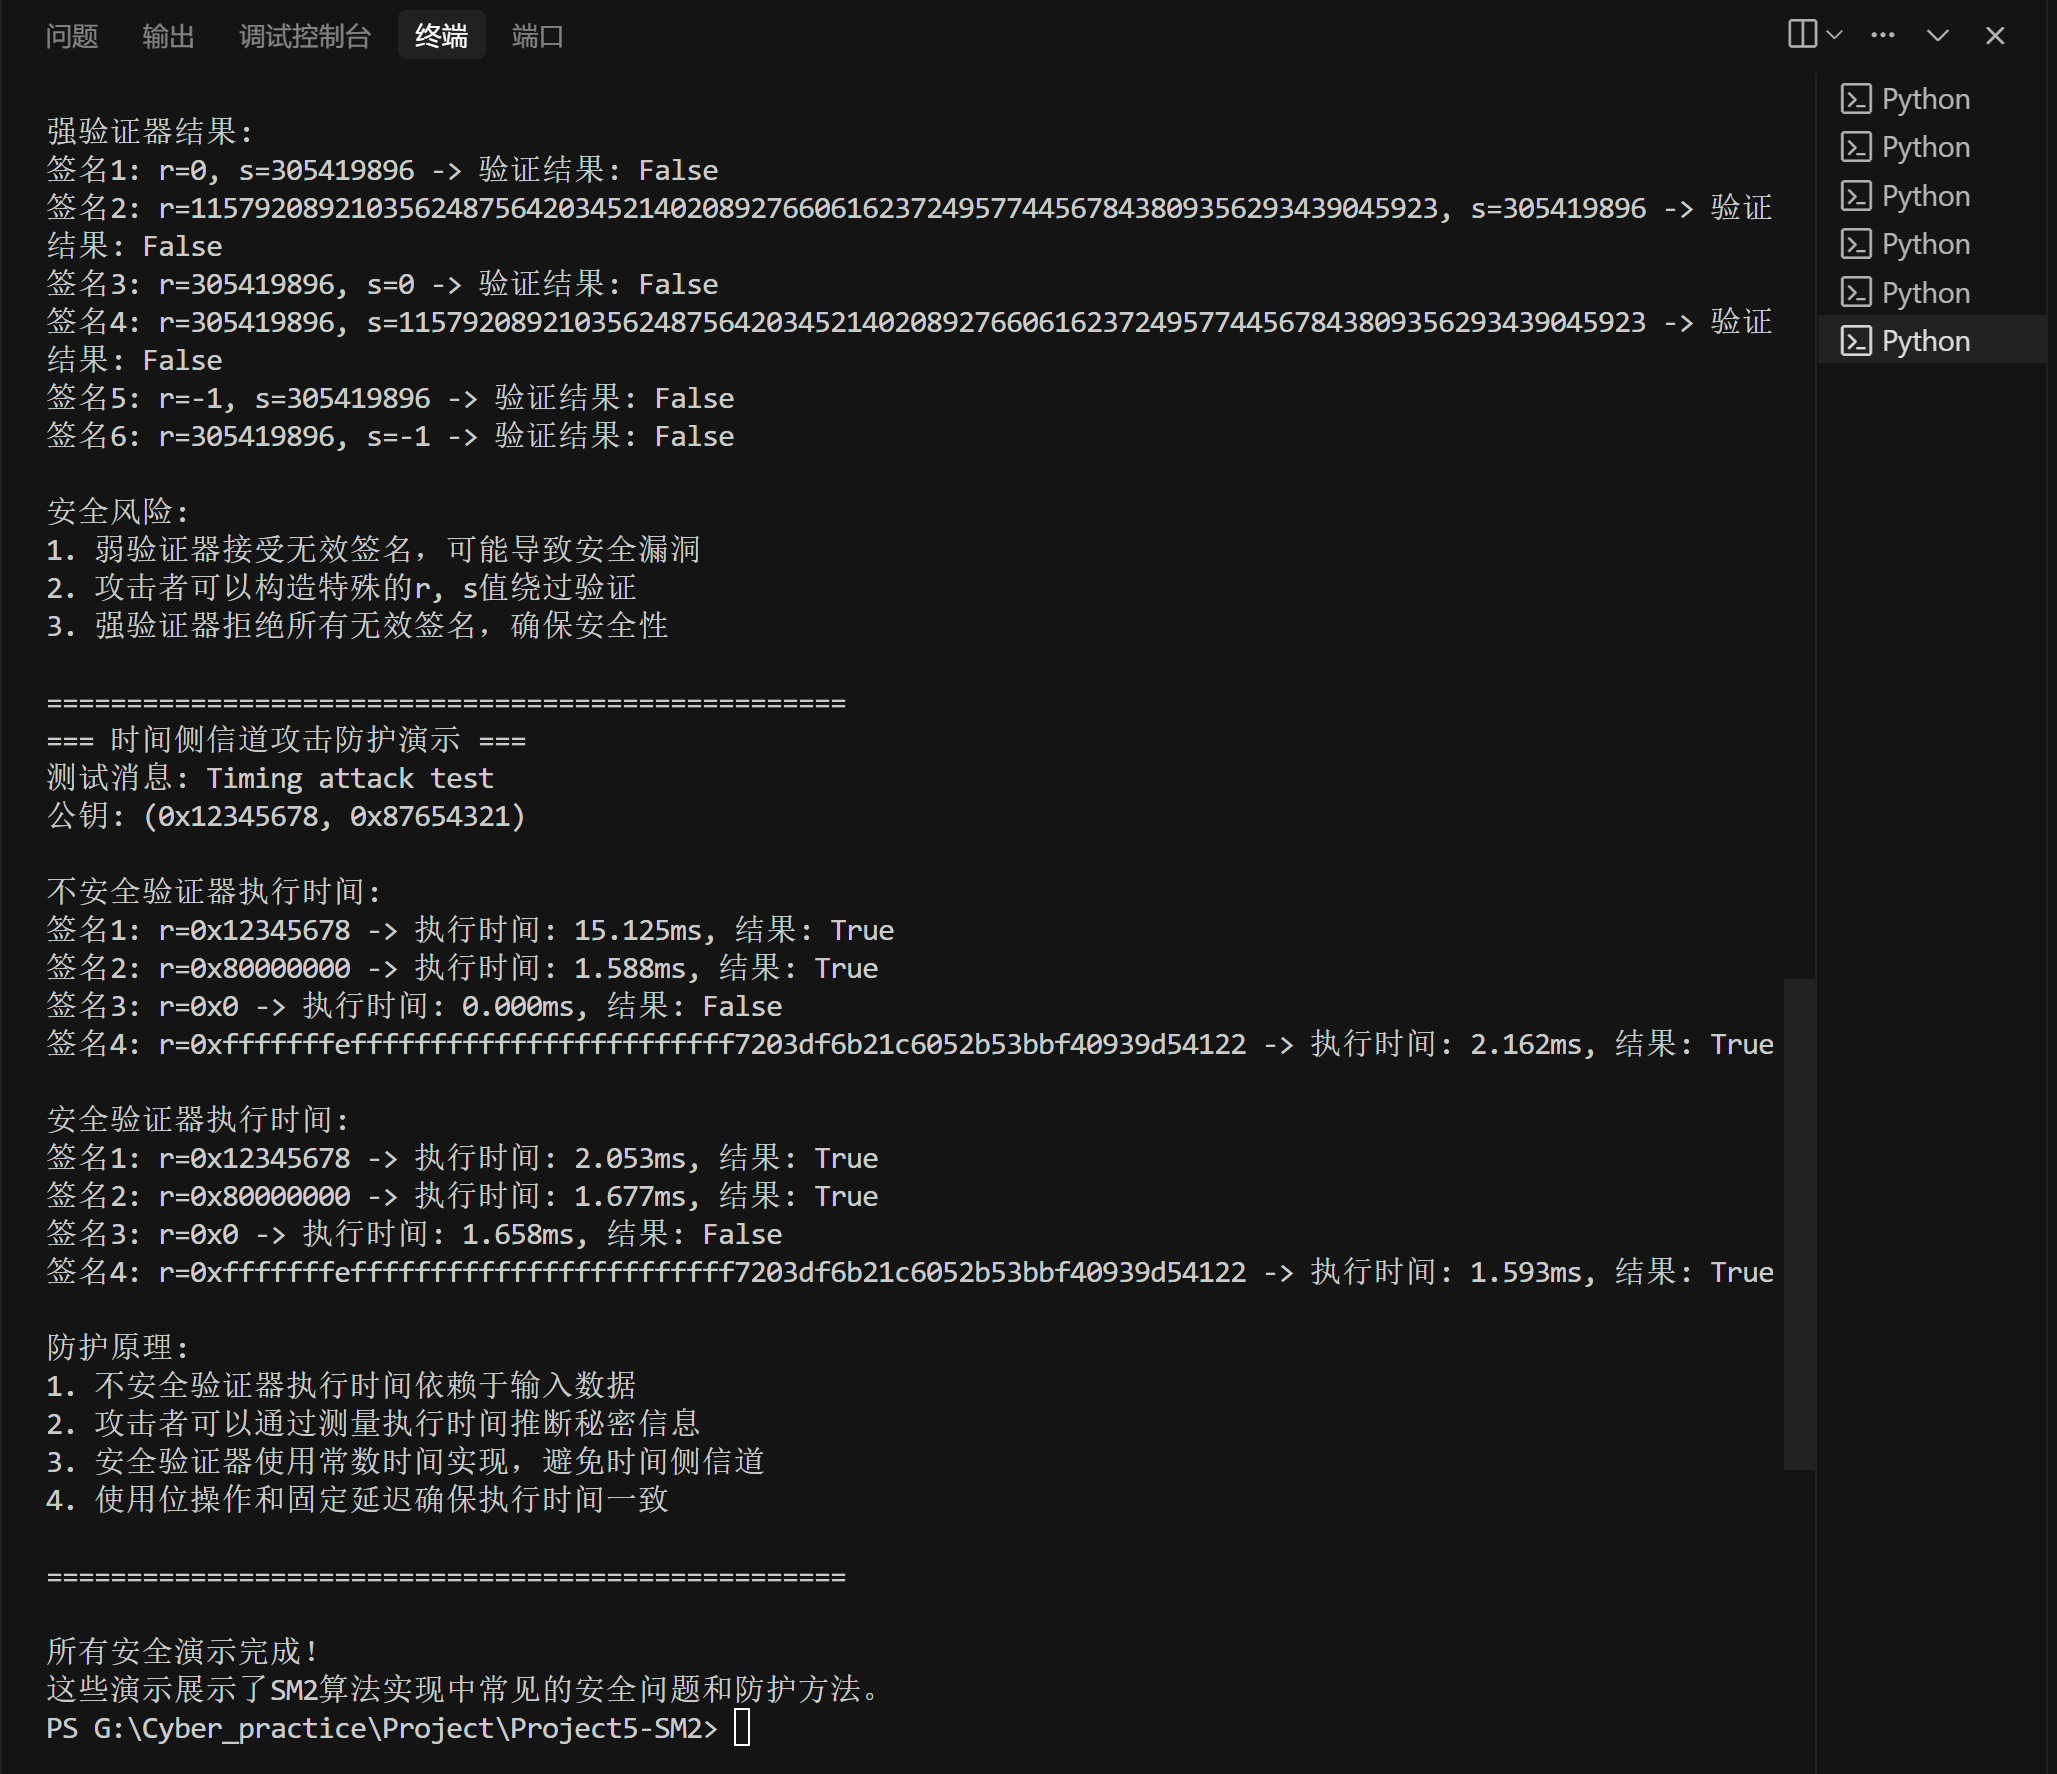 问题 输出 调试控制台 终端 端口
强验证器结果:
签名1: r=0, s=305419896 -> 验证结果: False
签名2: r=115792089210356248756420345214020892766061623724957744567843809356293439045923, s=305419896 -> 验证
结果: False
签名3: r=305419896, s=0 -> 验证结果: False
签名4: r=305419896, s=115792089210356248756420345214020892766061623724957744567843809356293439045923 -> 验证
结果: False
签名5: r=-1, s=305419896 -> 验证结果: False
签名6: r=305419896, s=-1 -> 验证结果: False
安全风险:
1. 弱验证器接受无效签名，可能导致安全漏洞
2. 攻击者可以构造特殊的r, s值绕过验证
3. 强验证器拒绝所有无效签名，确保安全性
==================================================
=== 时间侧信道攻击防护演示 ===
测试消息: Timing attack test
公钥: (0x12345678, 0x87654321)
不安全验证器执行时间:
签名1: r=0x12345678 -> 执行时间: 15.125ms, 结果: True
签名2: r=0x80000000 -> 执行时间: 1.588ms, 结果: True
签名3: r=0x0 -> 执行时间: 0.000ms, 结果: False
签名4: r=0xfffffffeffffffffffffffffffffffff7203df6b21c6052b53bbf40939d54122 -> 执行时间: 2.162ms, 结果: True
安全验证器执行时间:
签名1: r=0x12345678 -> 执行时间: 2.053ms, 结果: True
签名2: r=0x80000000 -> 执行时间: 1.677ms, 结果: True
签名3: r=0x0 -> 执行时间: 1.658ms, 结果: False
签名4: r=0xfffffffeffffffffffffffffffffffff7203df6b21c6052b53bbf40939d54122 -> 执行时间: 1.593ms, 结果: True
防护原理:
1. 不安全验证器执行时间依赖于输入数据
2. 攻击者可以通过测量执行时间推断秘密信息
3. 安全验证器使用常数时间实现，避免时间侧信道
4. 使用位操作和固定延迟确保执行时间一致
==================================================
所有安全演示完成!
这些演示展示了SM2算法实现中常见的安全问题和防护方法。
PS G:\Cyber_practice\Project\Project5-SM2>
Python
Python
Python
Python
Python
Python